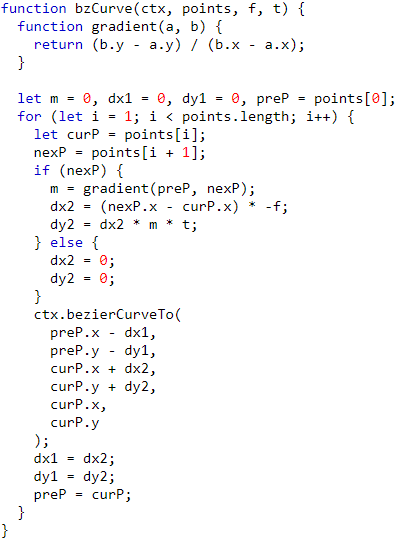 function bzCurve(ctx, points, f, t) {
  function gradient(a, b) {
    return (b.y - a.y) / (b.x - a.x);
  }

  let m = 0, dx1 = 0, dy1 = 0, preP = points[0];
  for (let i = 1; i < points.length; i++) {
    let curP = points[i];
    nexP = points[i + 1];
    if (nexP) {
      m = gradient(preP, nexP);
      dx2 = (nexP.x - curP.x) * -f;
      dy2 = dx2 * m * t;
    } else {
      dx2 = 0;
      dy2 = 0;
    }
    ctx.bezierCurveTo(
      preP.x - dx1,
      preP.y - dy1,
      curP.x + dx2,
      curP.y + dy2,
      curP.x,
      curP.y
    );
    dx1 = dx2;
    dy1 = dy2;
    preP = curP;
  }
}